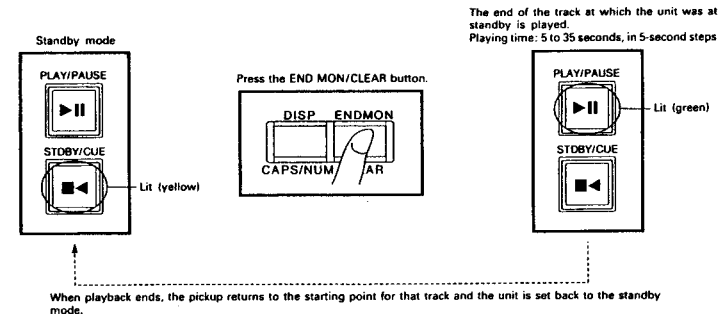 The end of the track at which the unit was at
standby is played.
Playing time: 5 to 35 seconds, in 5-second steps
Standby mode
PLAY/PAUSE
STDBY/CUE
Lit (yellow)
Press the END MON/CLEAR button.
DISP ENDMON
CAPS/NUM AR
PLAY/PAUSE
Lit (green)
STDBY/CUE
When playback ends, the pickup returns to the starting point for that track and the unit is set back to the standby
mode.